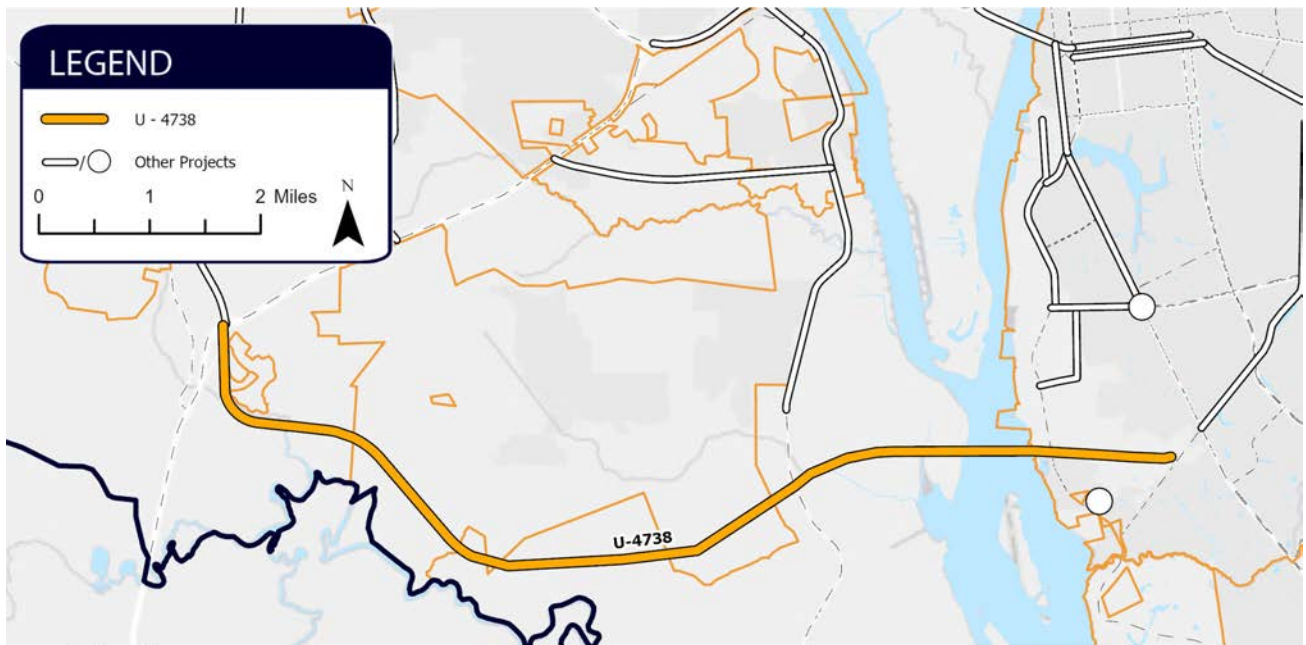 LEGEND
U - 4738
Other Projects
0 1 2 Miles
N
U-4738